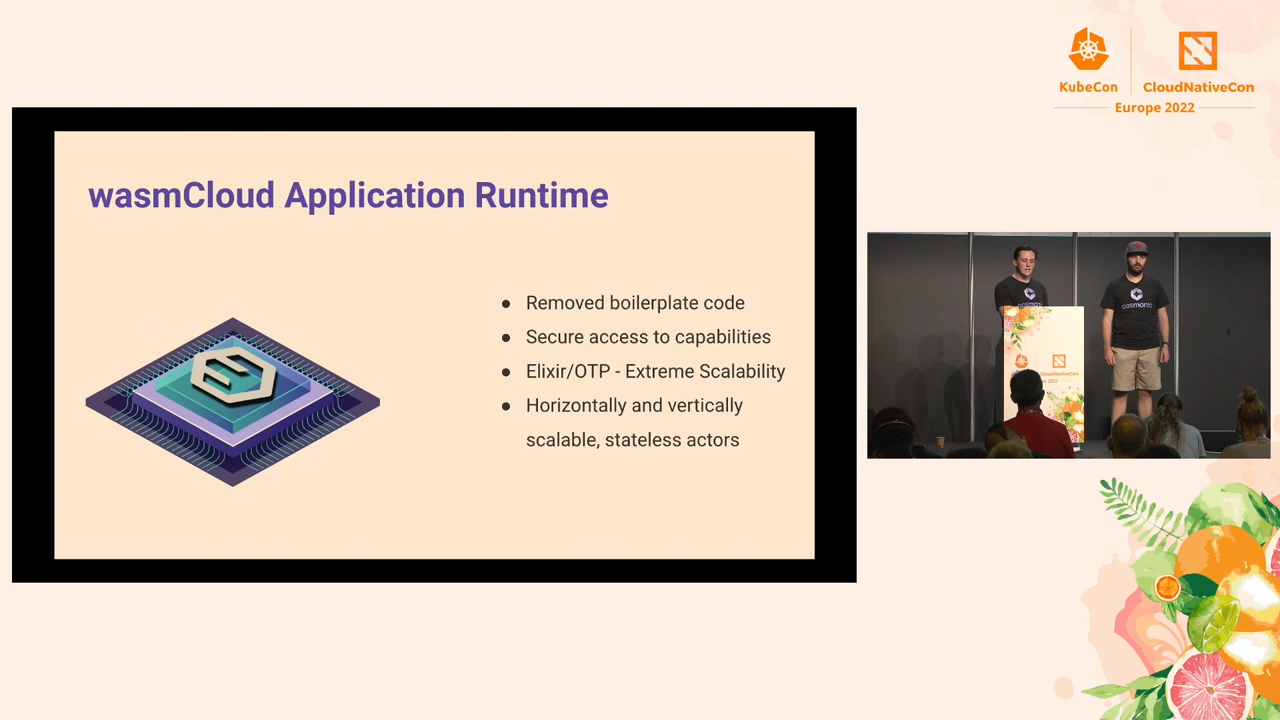 KubeCon
CloudNativeCon
Europe 2022
wasmCloud Application Runtime
● Removed boilerplate code
● Secure access to capabilities
● Elixir/OTP - Extreme Scalability
● Horizontally and vertically
scalable, stateless actors
cosmonic
cosmonic